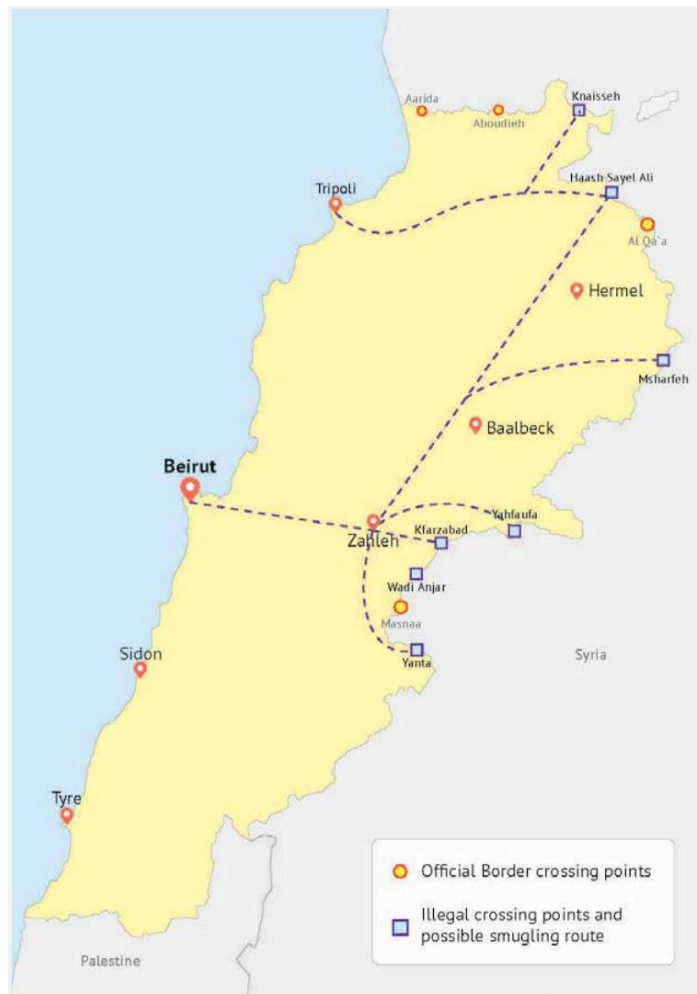 Knaisseh
Aarida
Aboudieh
Haash Sayel Ali
Tripoli
Al Qa'a
Hermel
Msharfeh
Baalbeck
Beirut
Yahfaufa
Kfarzabad
Zahleh
Wadi Anjar
Masnaa
Sidon
Yanta
Syria
Tyre
Official Border crossing points
Illegal crossing points and
possible smugling route
Palestine